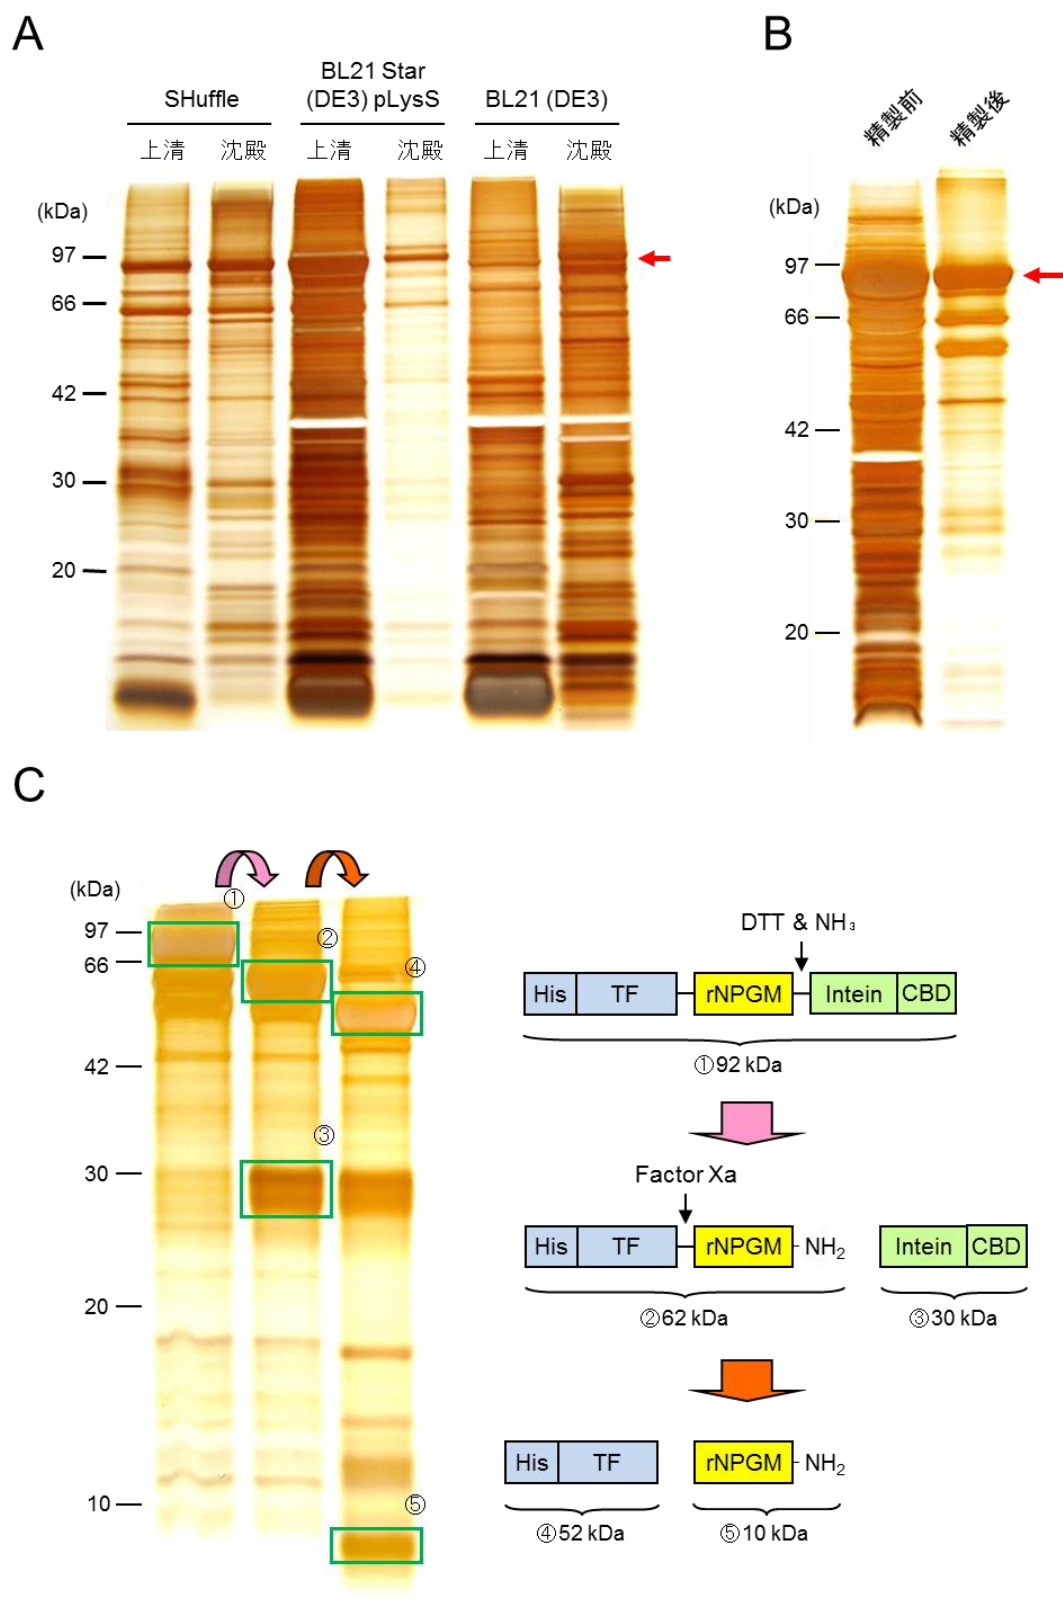 A
SHuffle
BL21 Star
(DE3) pLysS
BL21 (DE3)
上清 沈殿 上清 沈殿 上清 沈殿
(kDa)
97
66
42
30
20
B
精製前 精製後
(kDa)
97
66
42
30
20
C
(kDa)
97
66
42
30
20
10
①
②
④
③
⑤
DTT & NH₃
His TF rNPGM Intein CBD
①92 kDa
Factor Xa
His TF rNPGM NH₂ Intein CBD
②62 kDa ③30 kDa
His TF rNPGM NH₂
④52 kDa ⑤10 kDa